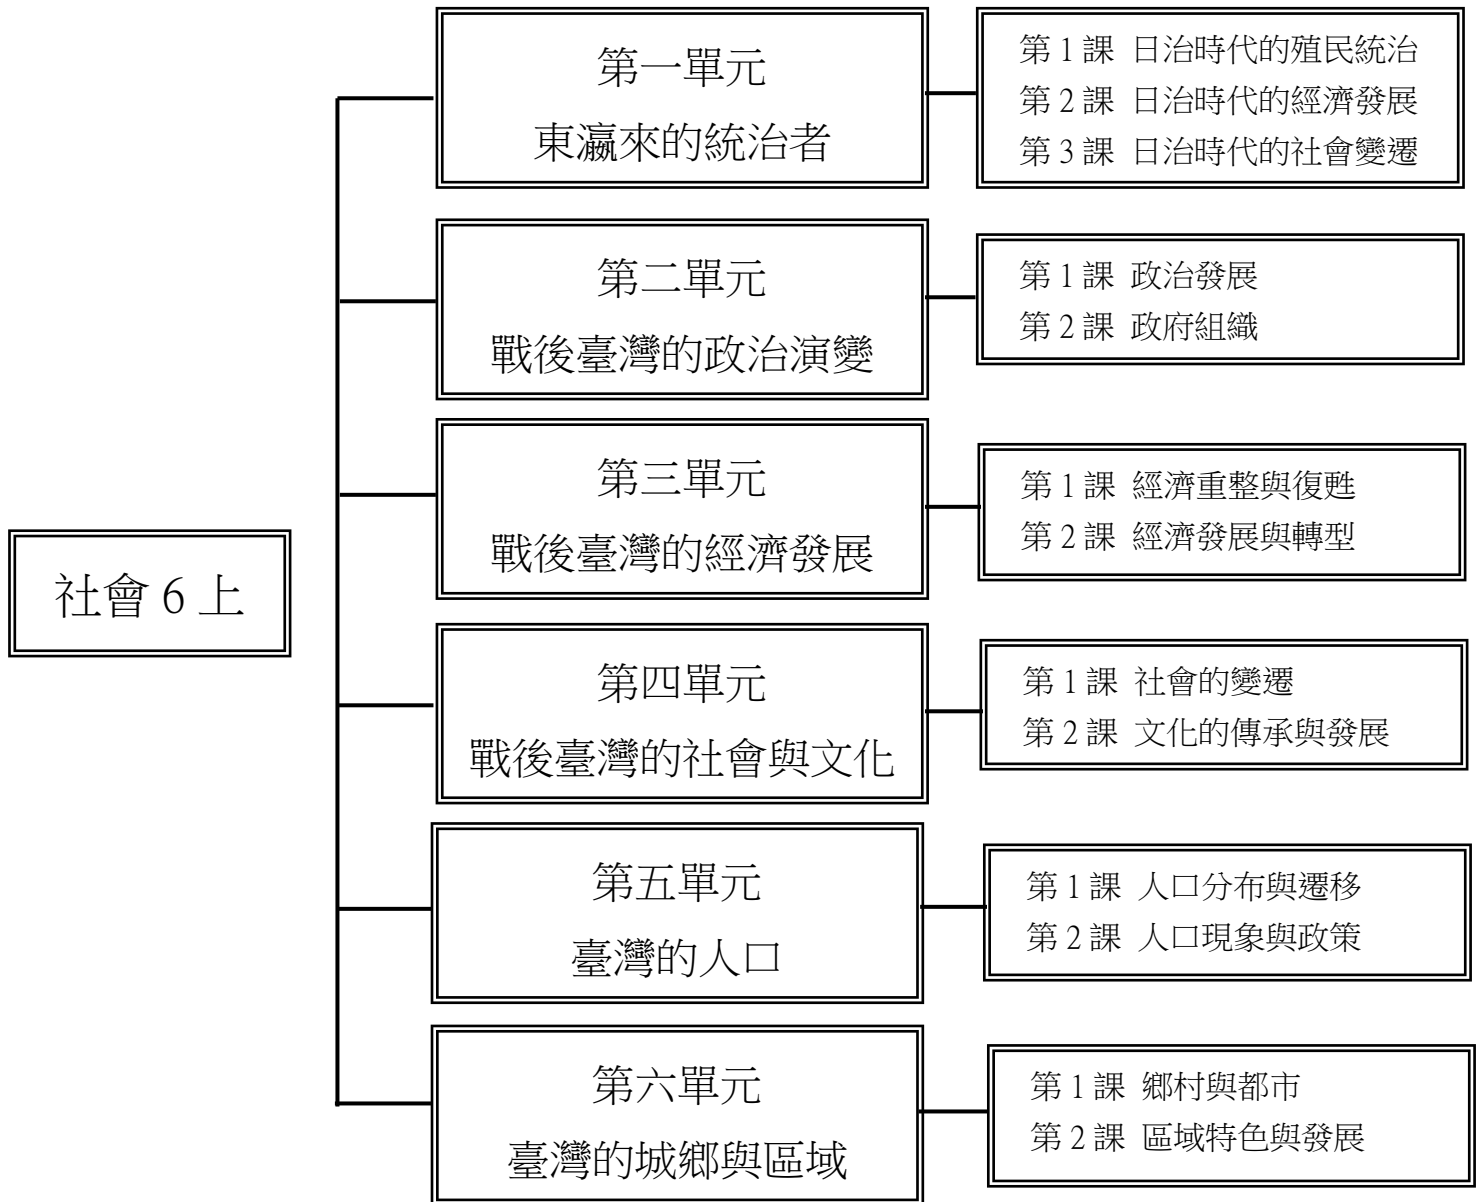 社會 6 上
第一單元
東瀛來的統治者
第 1 課 日治時代的殖民統治
第 2 課 日治時代的經濟發展
第 3 課 日治時代的社會變遷
第二單元
戰後臺灣的政治演變
第 1 課 政治發展
第 2 課 政府組織
第三單元
戰後臺灣的經濟發展
第 1 課 經濟重整與復甦
第 2 課 經濟發展與轉型
第四單元
戰後臺灣的社會與文化
第 1 課 社會的變遷
第 2 課 文化的傳承與發展
第五單元
臺灣的人口
第 1 課 人口分布與遷移
第 2 課 人口現象與政策
第六單元
臺灣的城鄉與區域
第 1 課 鄉村與都市
第 2 課 區域特色與發展